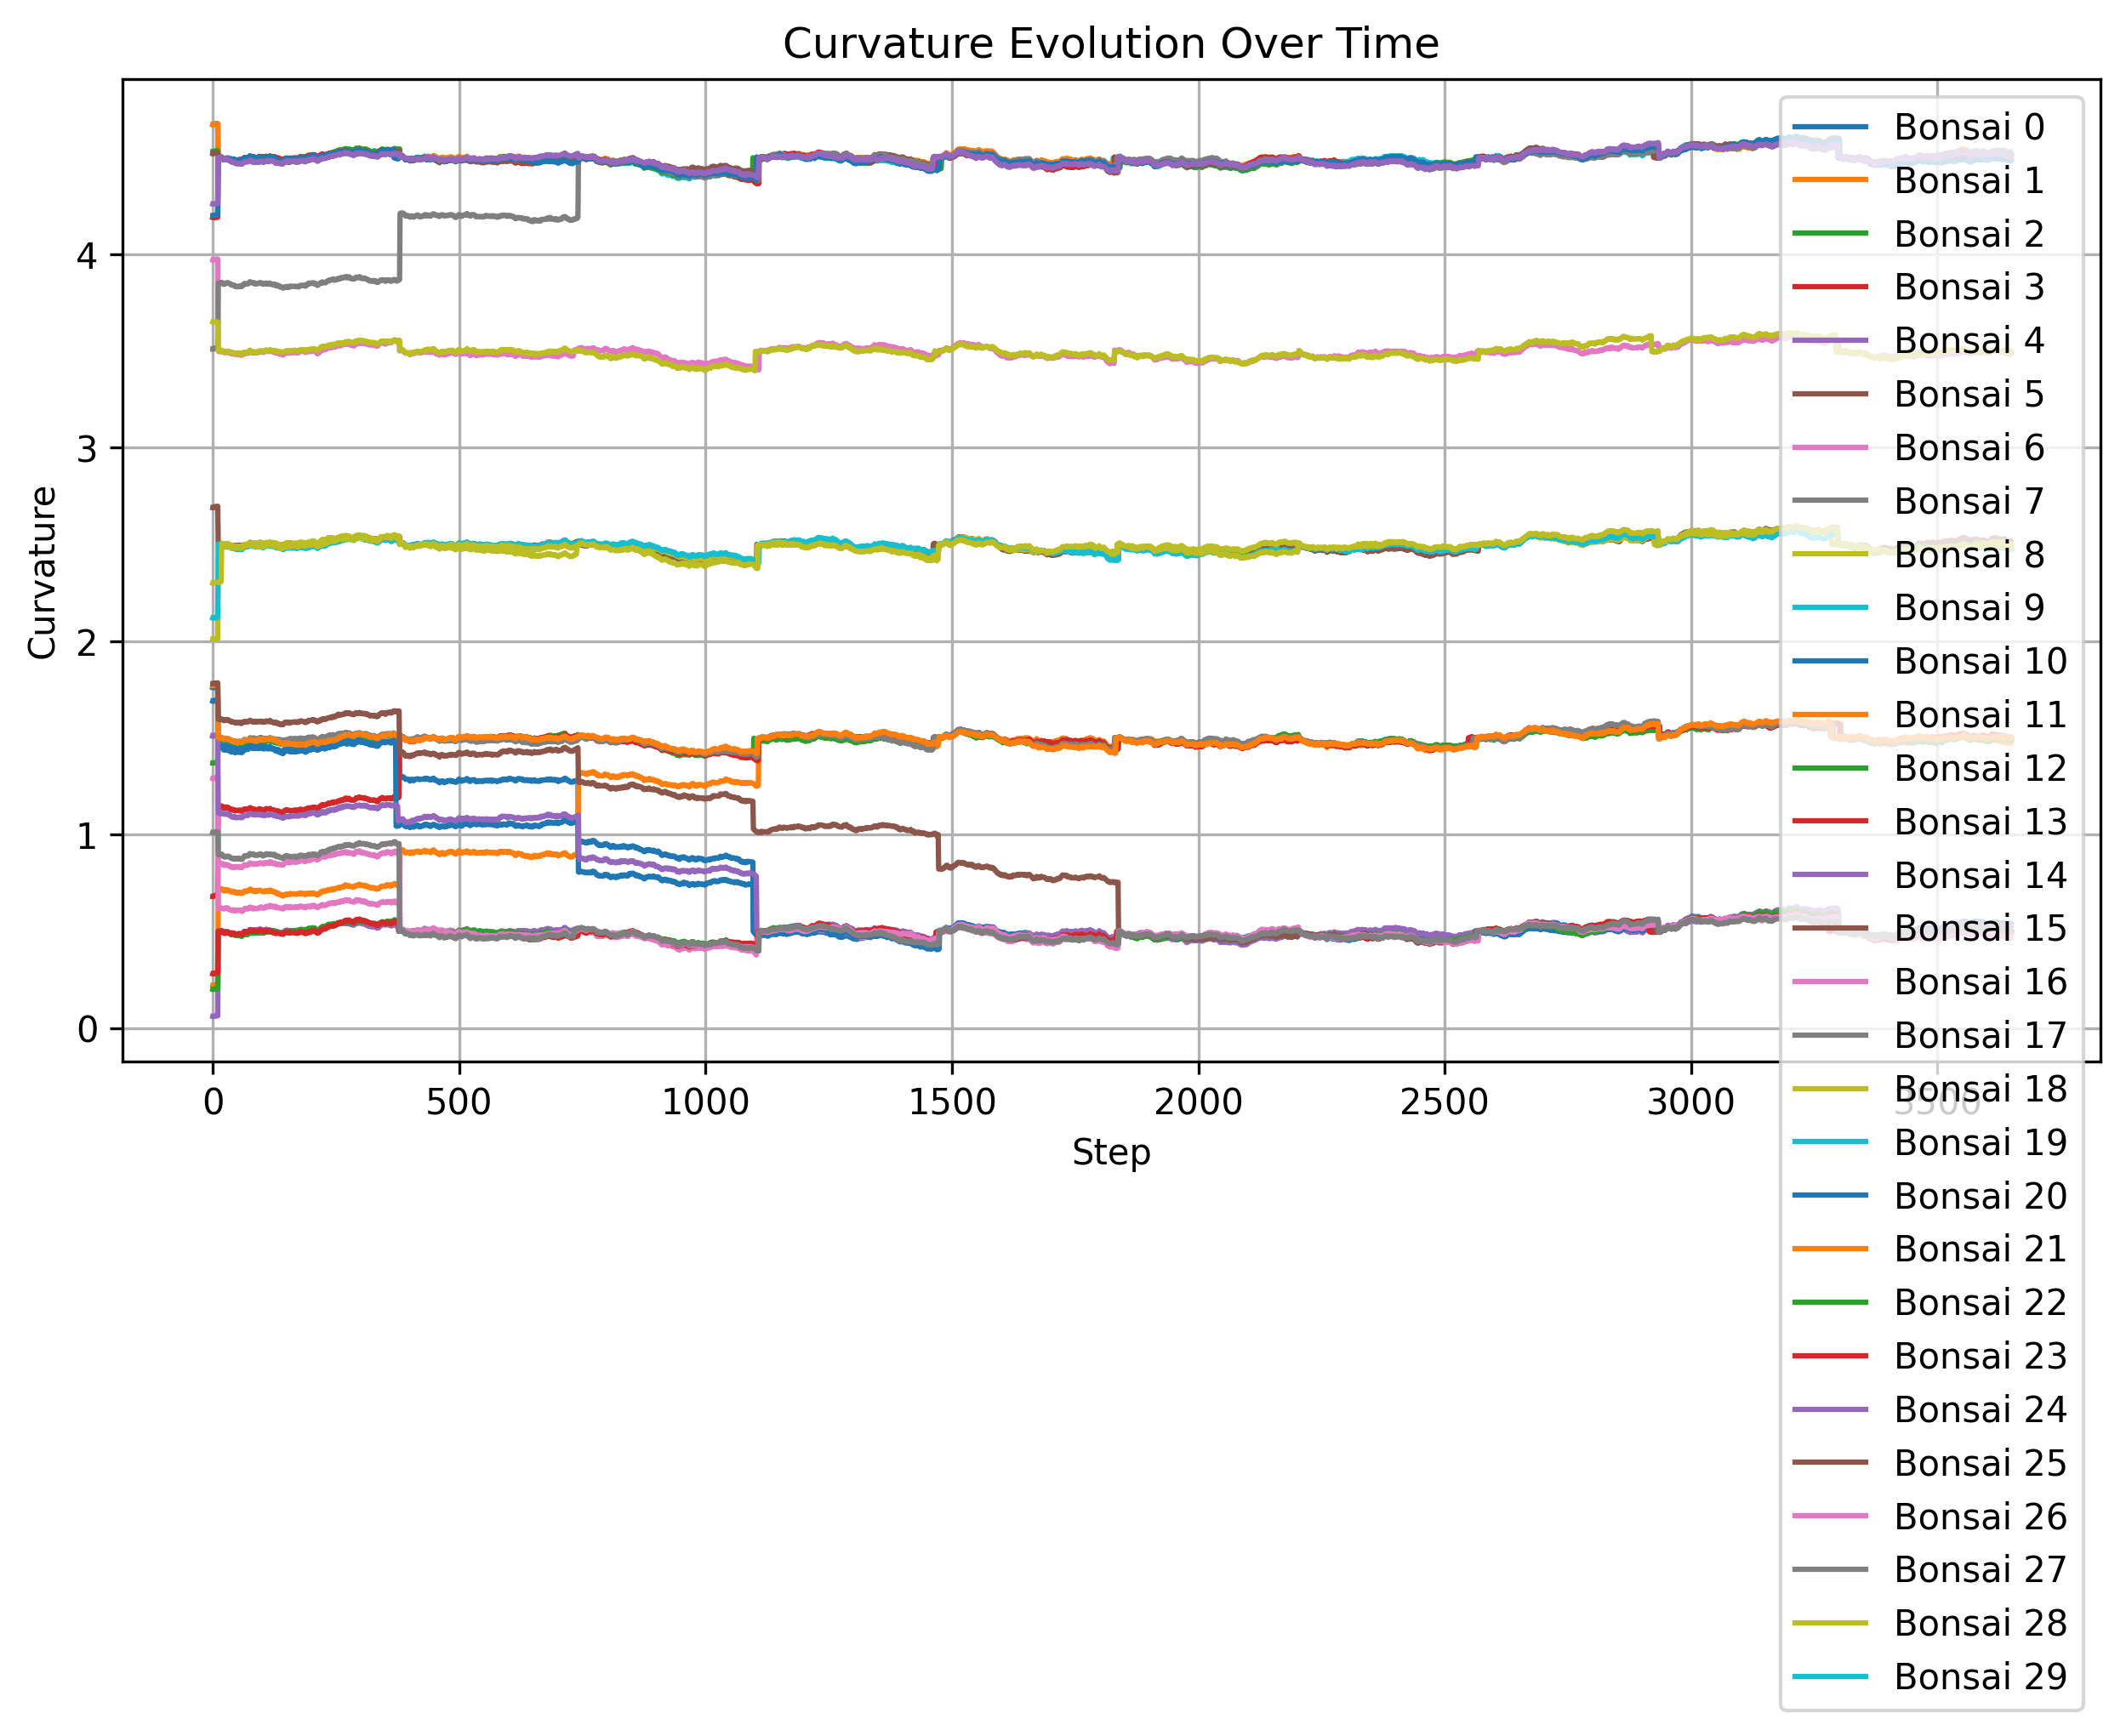 Curvature Evolution Over Time
Curvature
4
3
2
1
0
0
500
1000
1500
2000
2500
3000
3500
Step
Bonsai 0
Bonsai 1
Bonsai 2
Bonsai 3
Bonsai 4
Bonsai 5
Bonsai 6
Bonsai 7
Bonsai 8
Bonsai 9
Bonsai 10
Bonsai 11
Bonsai 12
Bonsai 13
Bonsai 14
Bonsai 15
Bonsai 16
Bonsai 17
Bonsai 18
Bonsai 19
Bonsai 20
Bonsai 21
Bonsai 22
Bonsai 23
Bonsai 24
Bonsai 25
Bonsai 26
Bonsai 27
Bonsai 28
Bonsai 29